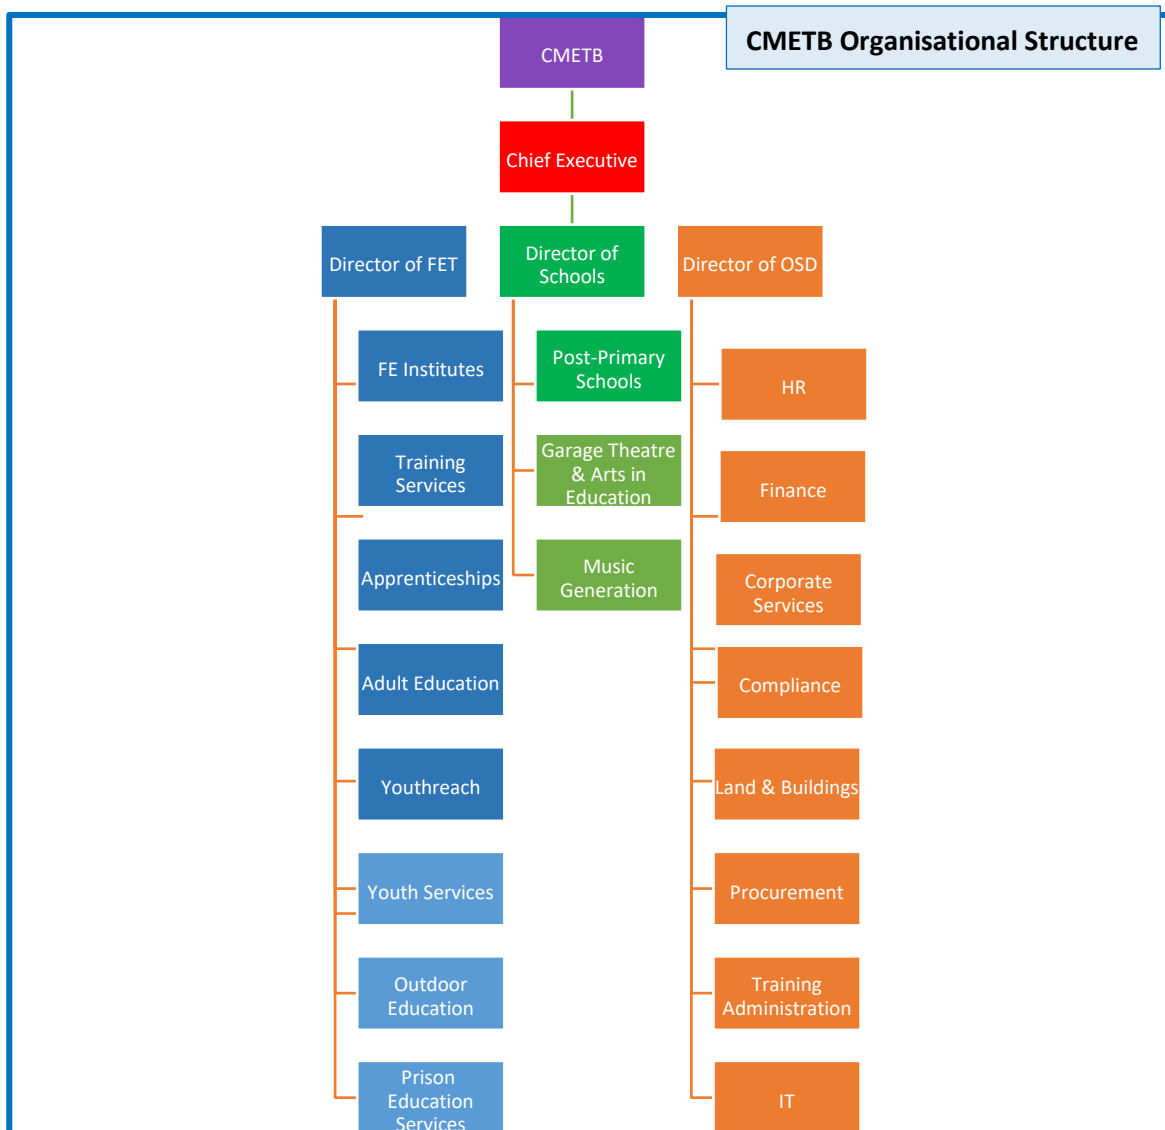 CMETB Organisational Structure
CMETB
Chief Executive
Director of FET
Director of
Schools
Director of OSD
FE Institutes
Training
Services
Apprenticeships
Adult Education
Youthreach
Youth Services
Outdoor
Education
Prison
Education
Services
Post-Primary
Schools
Garage Theatre
& Arts in
Education
Music
Generation
HR
Finance
Corporate
Services
Compliance
Land & Buildings
Procurement
Training
Administration
IT